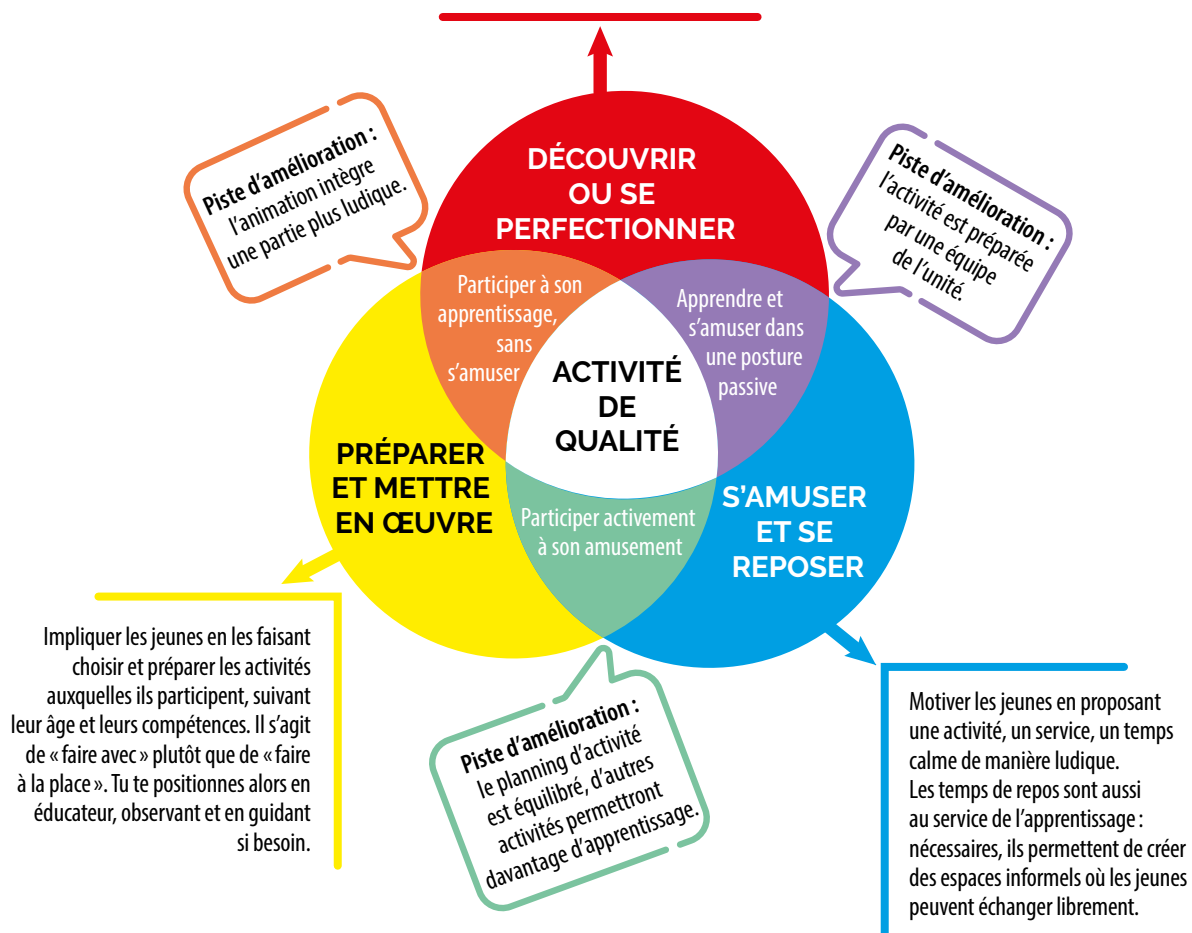 DÉCOUVRIR
OU SE
PERFECTIONNER
Piste d'amélioration :
l'animation intègre
une partie plus ludique.
Piste d'amélioration :
l'activité est préparée
par une équipe
de l'unité.
Participer à son
apprentissage,
sans
s'amuser
Apprendre et
s'amuser dans
une posture
passive
ACTIVITÉ
DE
QUALITÉ
PRÉPARER
ET METTRE
EN ŒUVRE
S'AMUSER
ET SE
REPOSER
Participer activement
à son amusement
Impliquer les jeunes en les faisant
choisir et préparer les activités
auxquelles ils participent, suivant
leur âge et leurs compétences. Il s'agit
de « faire avec » plutôt que de « faire
à la place ». Tu te positionnes alors en
éducateur, observant et en guidant
si besoin.
Piste d'amélioration :
le planning d'activité
est équilibré, d'autres
activités permettront
davantage d'apprentissage.
Motiver les jeunes en proposant
une activité, un service, un temps
calme de manière ludique.
Les temps de repos sont aussi
au service de l'apprentissage :
nécessaires, ils permettent de créer
des espaces informels où les jeunes
peuvent échanger librement.